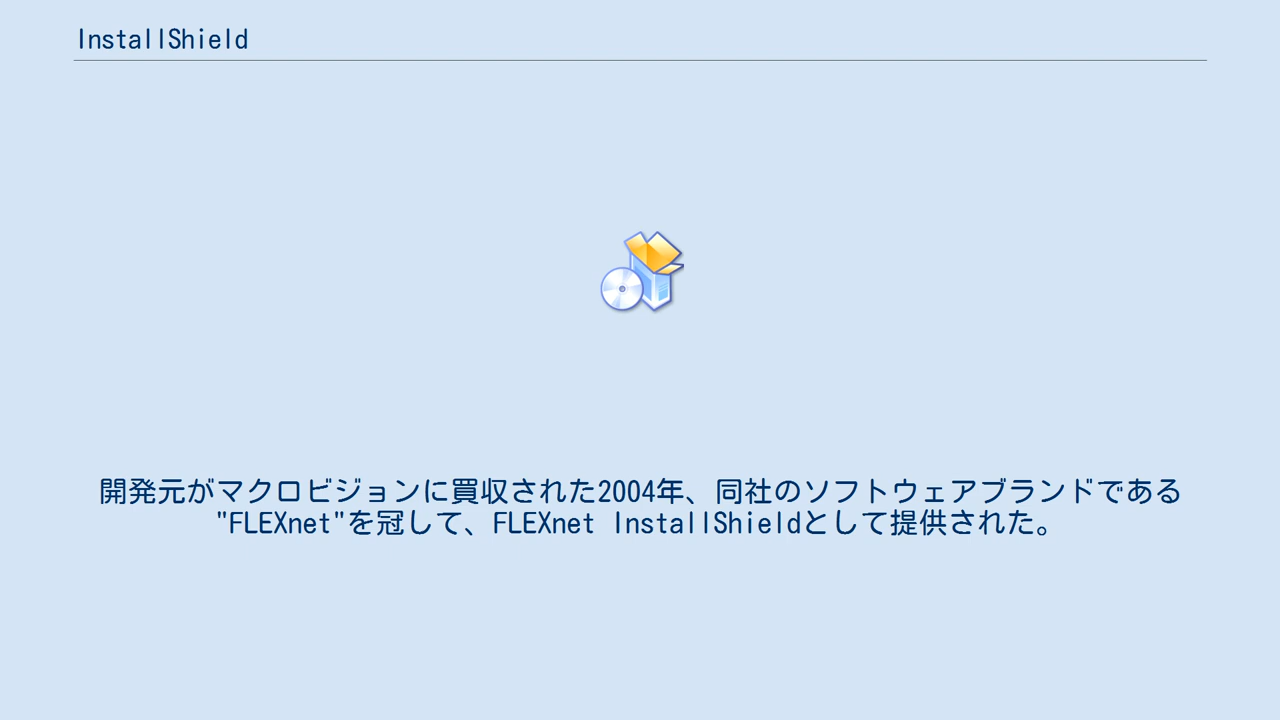 InstallShield
開発元がマクロビジョンに買収された2004年、同社のソフトウェアブランドである
"FLEXnet"を冠して、FLEXnet InstallShieldとして提供された。